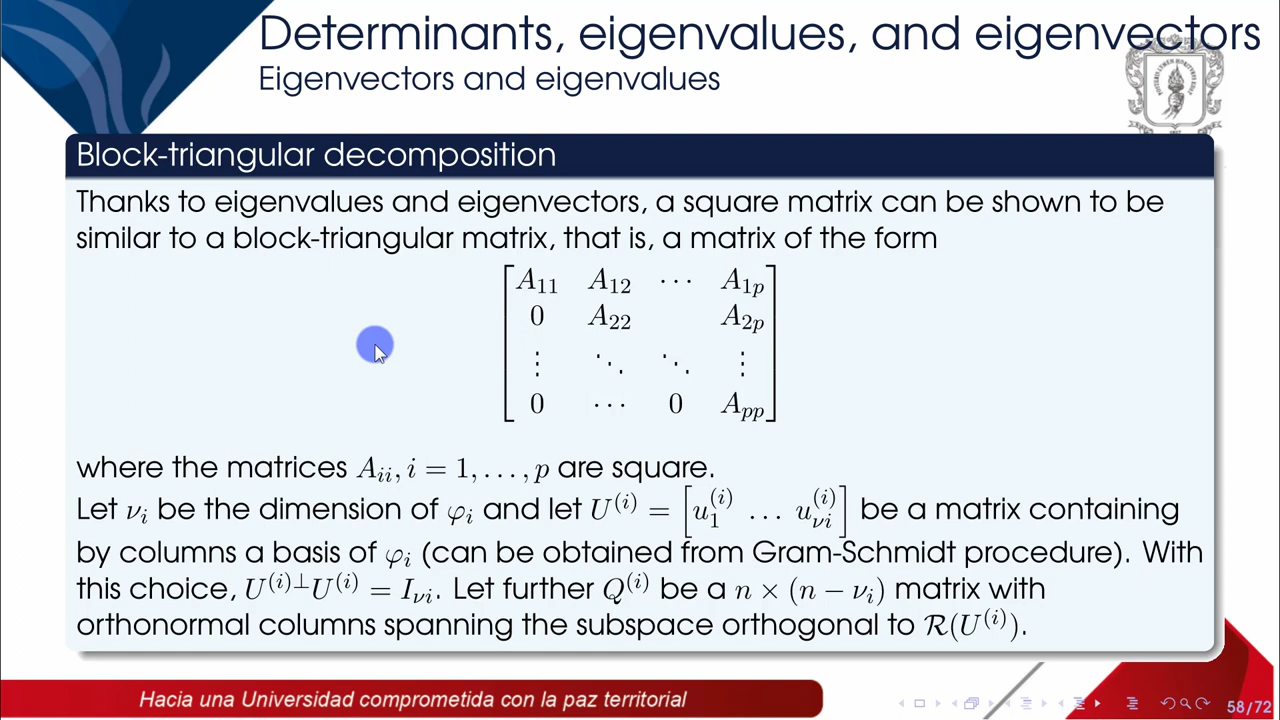 Determinants, eigenvalues, and eigenvectors
Eigenvectors and eigenvalues
Block-triangular decomposition
Thanks to eigenvalues and eigenvectors, a square matrix can be shown to be
similar to a block-triangular matrix, that is, a matrix of the form
A₁₁ A₁₂ ⋯ A₁ₚ
0 A₂₂ A₂ₚ
⋮ ⋱ ⋱ ⋮
0 ⋯ 0 Aₚₚ
where the matrices Aᵢᵢ, i = 1, …, p are square.
Let νᵢ be the dimension of φᵢ and let U⁽ⁱ⁾ = [u₁⁽ⁱ⁾ … u_{νi}⁽ⁱ⁾] be a matrix containing
by columns a basis of φᵢ (can be obtained from Gram-Schmidt procedure). With
this choice, U⁽ⁱ⁾⊥U⁽ⁱ⁾ = I_{νi}. Let further Q⁽ⁱ⁾ be a n × (n − νᵢ) matrix with
orthonormal columns spanning the subspace orthogonal to ℛ(U⁽ⁱ⁾).
Hacia una Universidad comprometida con la paz territorial
58/72